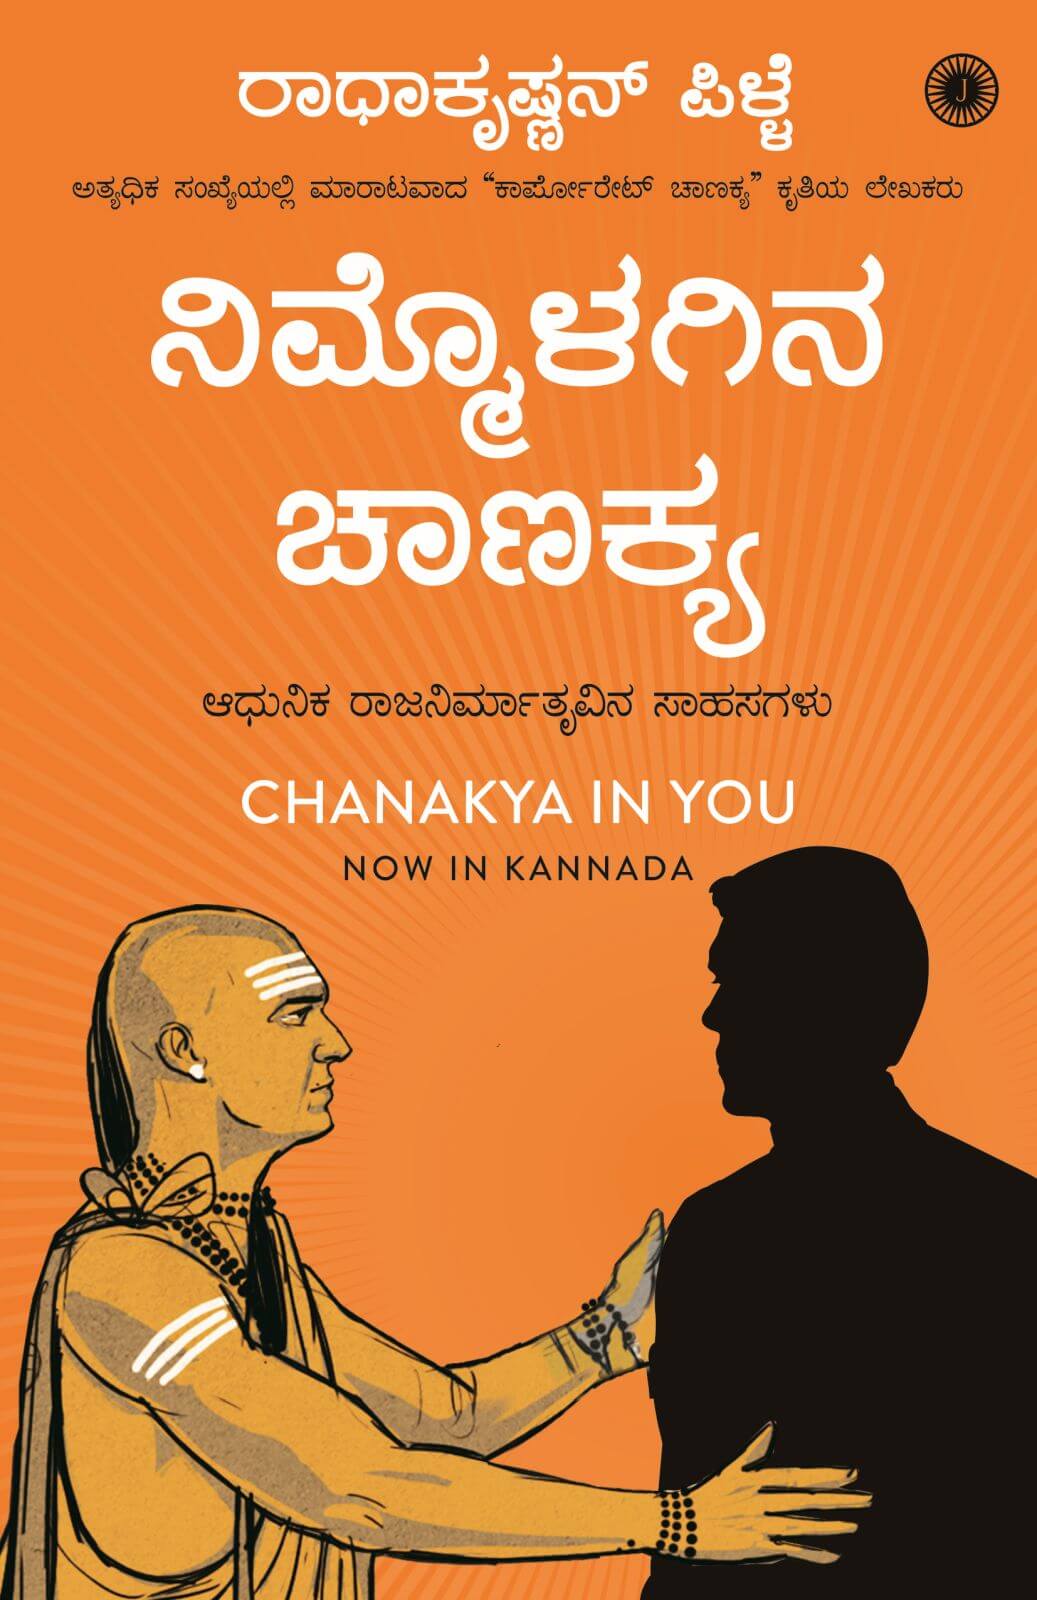 ರಾಧಾಕೃಷ್ಣನ್ ಪಿಳ್ಳೆ
J
ಅತ್ಯಧಿಕ ಸಂಖ್ಯೆಯಲ್ಲಿ ಮಾರಾಟವಾದ “ಕಾರ್ಪೋರೇಟ್ ಚಾಣಕ್ಯ” ಕೃತಿಯ ಲೇಖಕರು
ನಿಮ್ಮೊಳಗಿನ
ಚಾಣಕ್ಯ
ಆಧುನಿಕ ರಾಜನಿರ್ಮಾತೃವಿನ ಸಾಹಸಗಳು
CHANAKYA IN YOU
NOW IN KANNADA